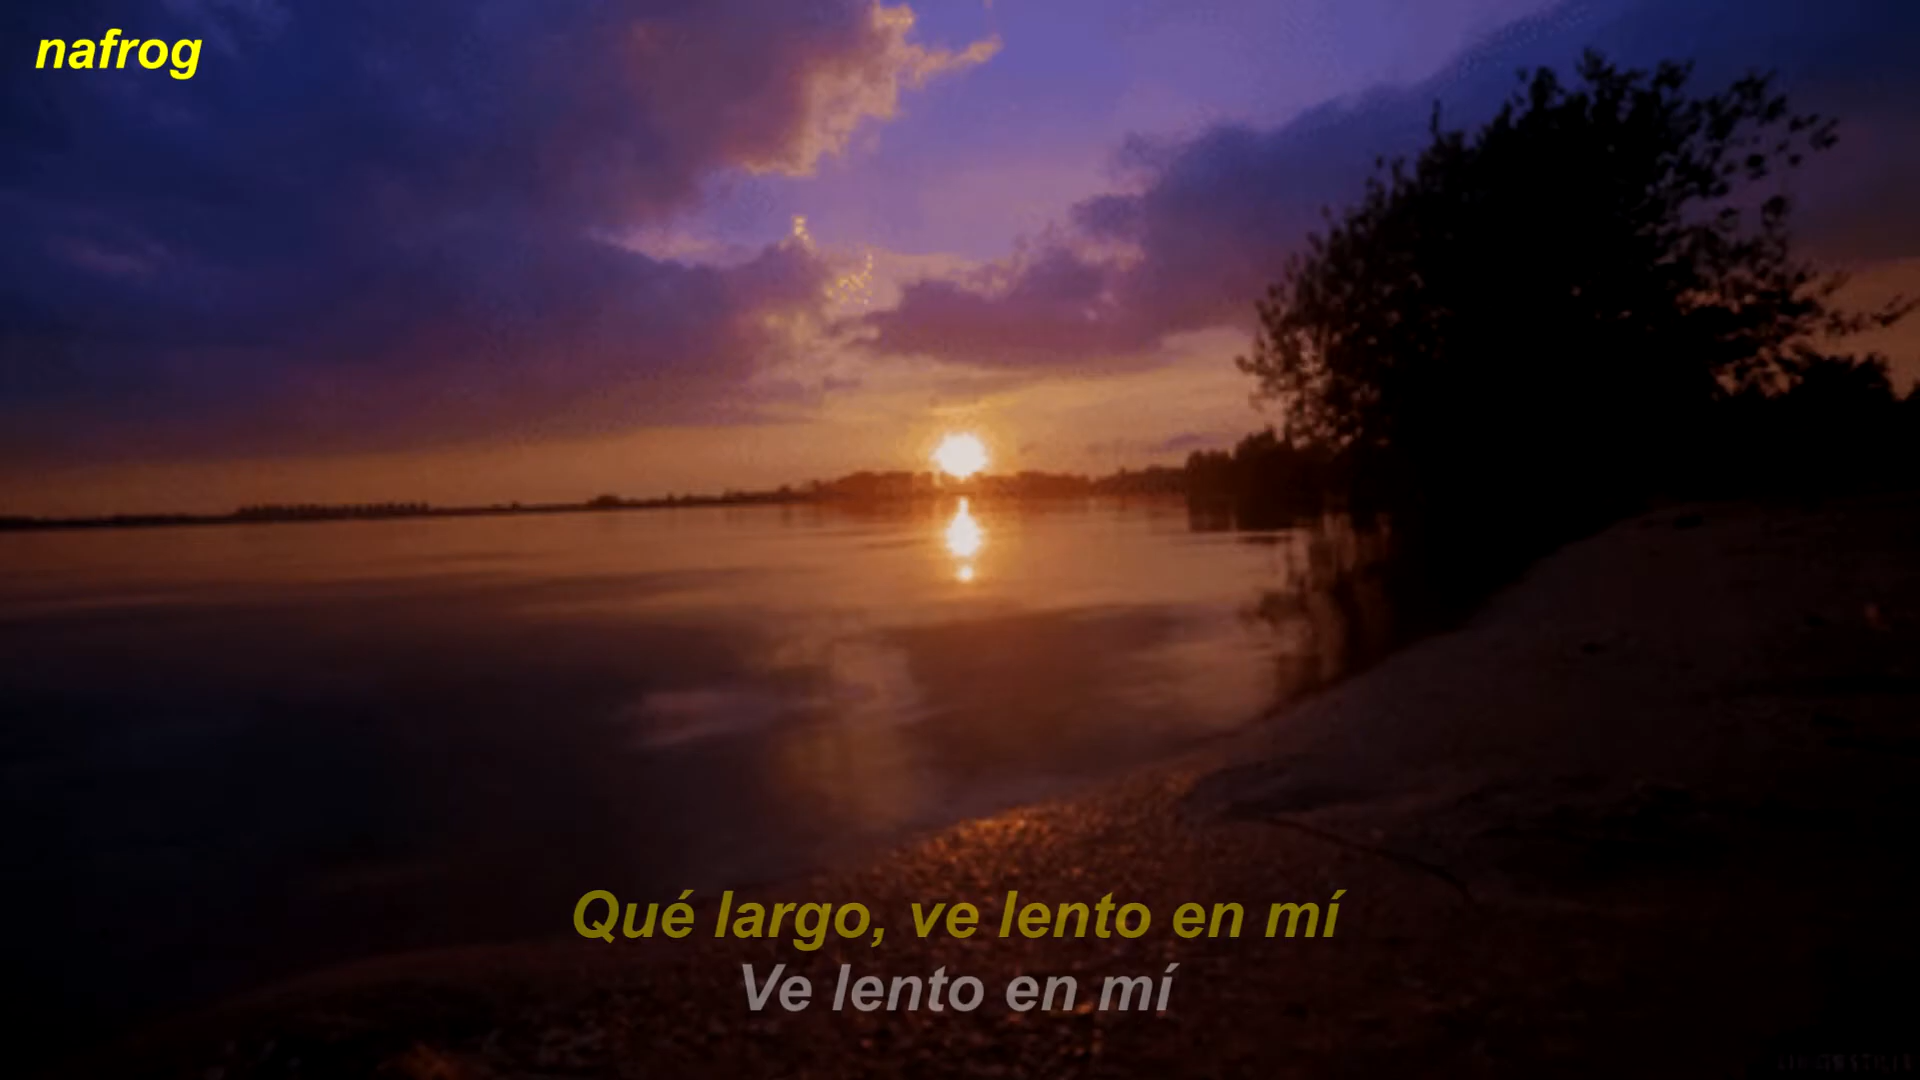 nafrog
Qué largo, ve lento en mí
Ve lento en mí